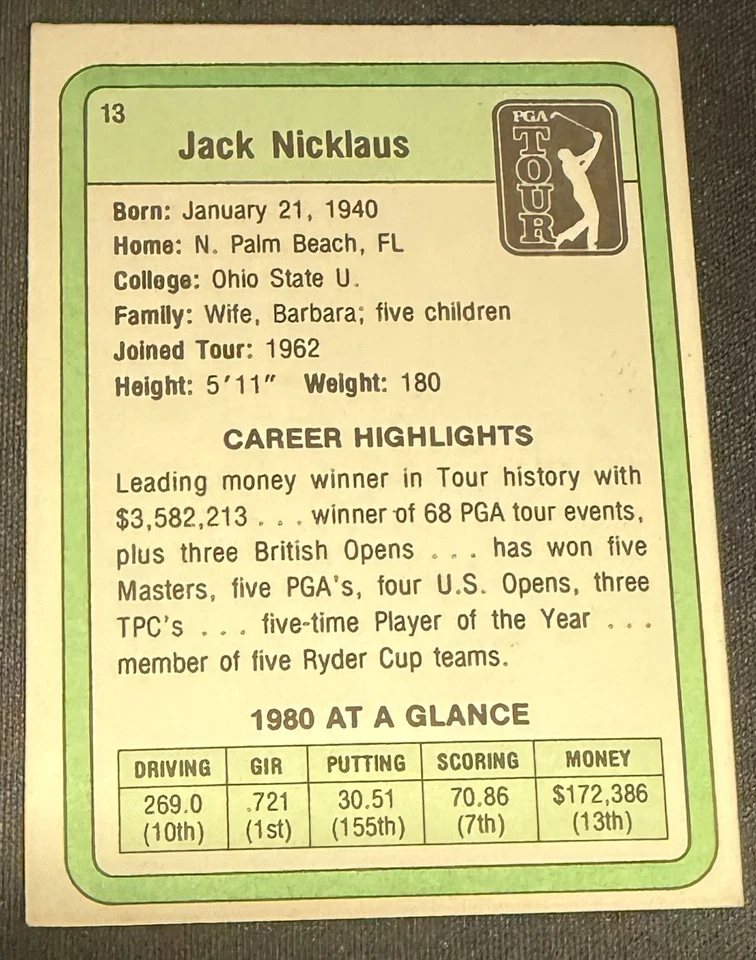 13
Jack Nicklaus
PGA
TOUR
Born: January 21, 1940
Home: N. Palm Beach, FL
College: Ohio State U.
Family: Wife, Barbara; five children
Joined Tour: 1962
Height: 5'11" Weight: 180
CAREER HIGHLIGHTS
Leading money winner in Tour history with
$3,582,213 . . . winner of 68 PGA tour events,
plus three British Opens . . . has won five
Masters, five PGA's, four U.S. Opens, three
TPC's . . . five-time Player of the Year . . .
member of five Ryder Cup teams.
1980 AT A GLANCE
DRIVING GIR PUTTING SCORING MONEY
269.0 .721 30.51 70.86 $172,386
(10th) (1st) (155th) (7th) (13th)